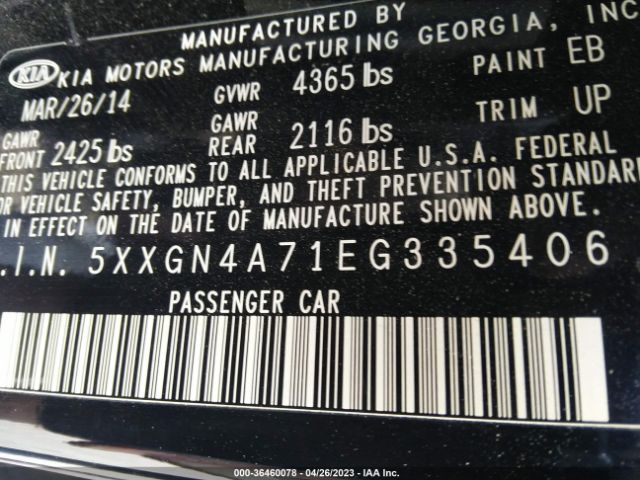 MANUFACTURED BY
KIA KIA MOTORS MANUFACTURING GEORGIA, INC
MAR/26/14 GVWR 4365 lbs PAINT EB
GAWR FRONT 2425 lbs GAWR REAR 2116 lbs TRIM UP
THIS VEHICLE CONFORMS TO ALL APPLICABLE U.S.A. FEDERAL
OR VEHICLE SAFETY, BUMPER, AND THEFT PREVENTION STANDARD
IN EFFECT ON THE DATE OF MANUFACTURE SHOWN ABOVE.
.I.N. 5XXGN4A71EG335406
PASSENGER CAR
000-36460078 - 04/26/2023 - IAA Inc.